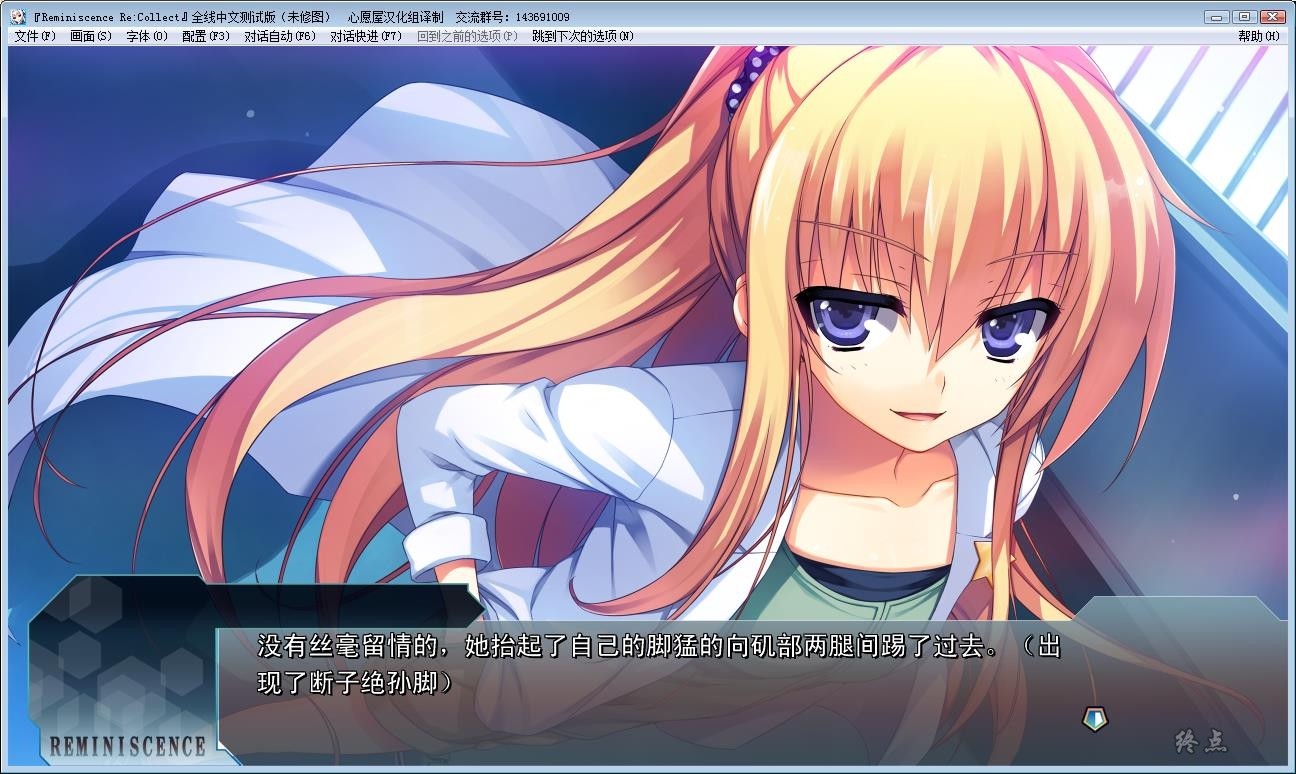 『Reminiscence Re:Collect』全线中文测试版（未修图） 心愿屋汉化组译制 交流群号：143691009
文件(F) 画面(S) 字体(O) 配置(F3) 对话自动(F6) 对话快进(F7) 回到之前的选项(P) 跳到下次的选项(N) 帮助(H)
没有丝毫留情的，她抬起了自己的脚猛的向矶部两腿间踢了过去。（出
现了断子绝孙脚）
REMINISCENCE
终点